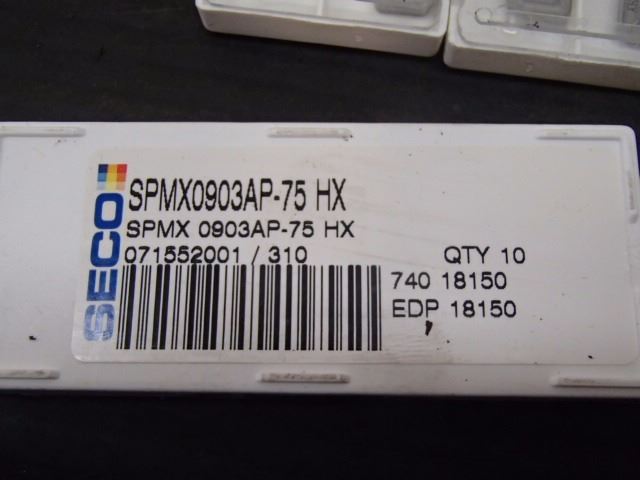 SECO
SPMX0903AP-75 HX
SPMX 0903AP-75 HX
071552001 / 310 QTY 10
740 18150
EDP 18150